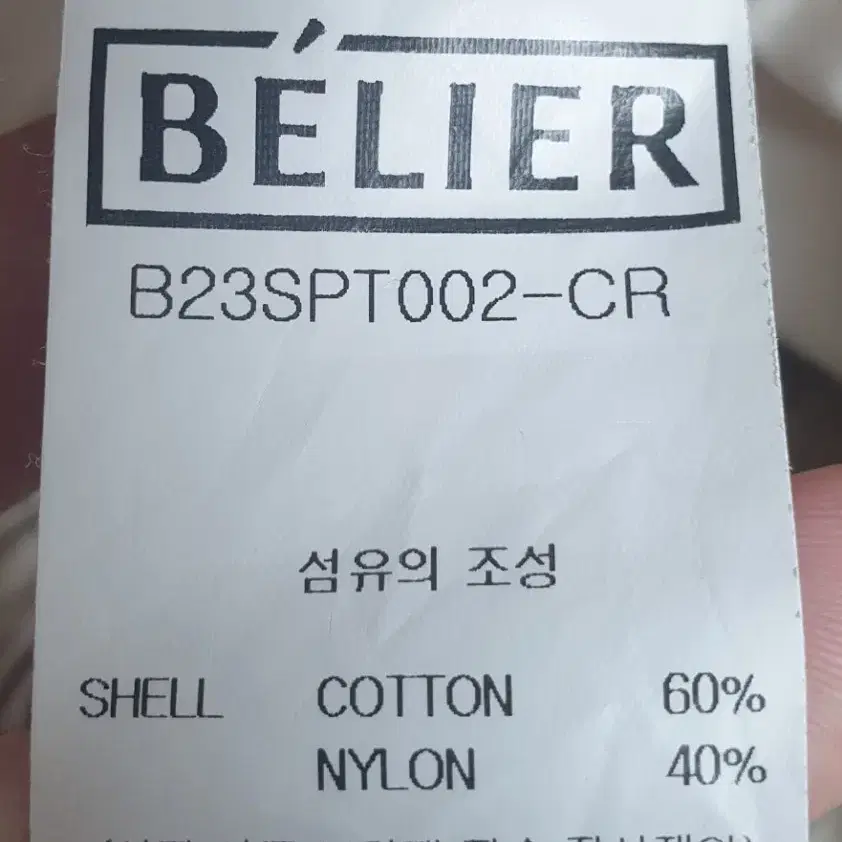 BÉLIER
B23SPT002-CR
섬유의 조성
SHELL COTTON 60%
NYLON 40%